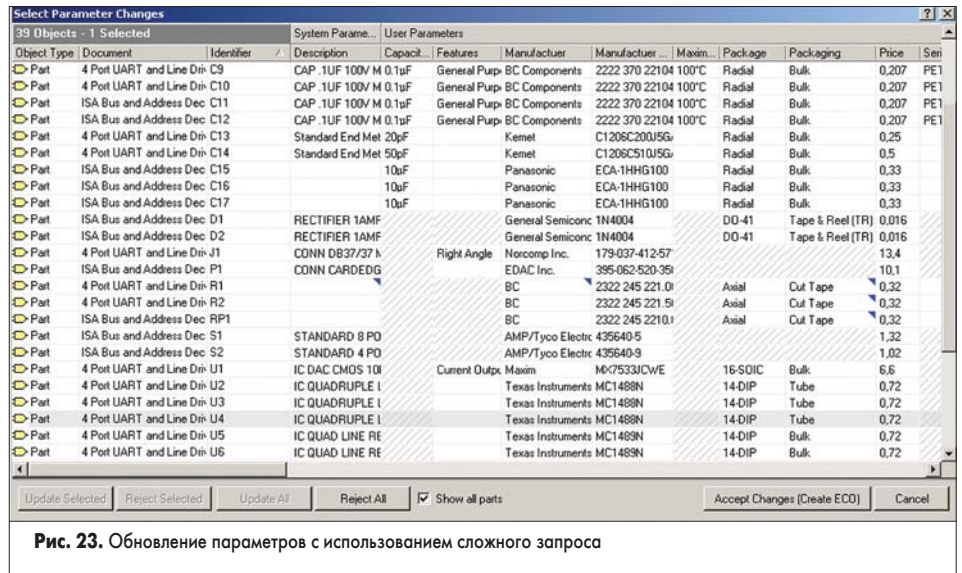 Select Parameter Changes
39 Objects - 1 Selected System Parame... User Parameters
Object Type Document Identifier Description Capacit... Features Manufactuer Manufactuer ... Maxim... Package Packaging Price Seri
Part 4 Port UART and Line Driv C9 CAP .1UF 100V M 0.1µF General Purp BC Components 2222 370 22104 100°C Radial Bulk 0,207 PET
Part 4 Port UART and Line Driv C10 CAP .1UF 100V M 0.1µF General Purp BC Components 2222 370 22104 100°C Radial Bulk 0,207 PET
Part ISA Bus and Address Dec C11 CAP .1UF 100V M 0.1µF General Purp BC Components 2222 370 22104 100°C Radial Bulk 0,207 PET
Part ISA Bus and Address Dec C12 CAP .1UF 100V M 0.1µF General Purp BC Components 2222 370 22104 100°C Radial Bulk 0,207 PET
Part 4 Port UART and Line Driv C13 Standard End Met 20pF Kemet C1206C200J5G Radial Bulk 0,25
Part 4 Port UART and Line Driv C14 Standard End Met 50pF Kemet C1206C510J5G Radial Bulk 0,5
Part ISA Bus and Address Dec C15 10µF Panasonic ECA-1HHG100 Radial Bulk 0,33
Part ISA Bus and Address Dec C16 10µF Panasonic ECA-1HHG100 Radial Bulk 0,33
Part ISA Bus and Address Dec C17 10µF Panasonic ECA-1HHG100 Radial Bulk 0,33
Part ISA Bus and Address Dec D1 RECTIFIER 1AMF General Semiconc 1N4004 DO-41 Tape & Reel (TR) 0,016
Part ISA Bus and Address Dec D2 RECTIFIER 1AMF General Semiconc 1N4004 DO-41 Tape & Reel (TR) 0,016
Part 4 Port UART and Line Driv J1 CONN DB37/37 M Right Angle Norcomp Inc. 179-037-412-57 13,4
Part ISA Bus and Address Dec P1 CONN CARDEDG EDAC Inc. 395-062-520-35 10,1
Part 4 Port UART and Line Driv R1 BC 2322 245 221.0 Axial Cut Tape 0,32
Part 4 Port UART and Line Driv R2 BC 2322 245 221.5 Axial Cut Tape 0,32
Part ISA Bus and Address Dec RP1 BC 2322 245 2210. Axial Cut Tape 0,32
Part ISA Bus and Address Dec S1 STANDARD 8 PO AMP/Tyco Electrc 435640-5 1,32
Part ISA Bus and Address Dec S2 STANDARD 4 PO AMP/Tyco Electrc 435640-9 1,02
Part 4 Port UART and Line Driv U1 IC DAC CMOS 10 Current Outpu Maxim MX7533JCWE 16-SOIC Bulk 6,6
Part 4 Port UART and Line Driv U2 IC QUADRUPLE L Texas Instruments MC1488N 14-DIP Tube 0,72
Part 4 Port UART and Line Driv U3 IC QUADRUPLE L Texas Instruments MC1488N 14-DIP Tube 0,72
Part 4 Port UART and Line Driv U4 IC QUADRUPLE L Texas Instruments MC1488N 14-DIP Tube 0,72
Part 4 Port UART and Line Driv U5 IC QUAD LINE RE Texas Instruments MC1489N 14-DIP Bulk 0,72
Part 4 Port UART and Line Driv U6 IC QUAD LINE RE Texas Instruments MC1489N 14-DIP Bulk 0,72
Update Selected Reject Selected Update All Reject All Show all parts Accept Changes (Create ECO) Cancel
Рис. 23. Обновление параметров с использованием сложного запроса